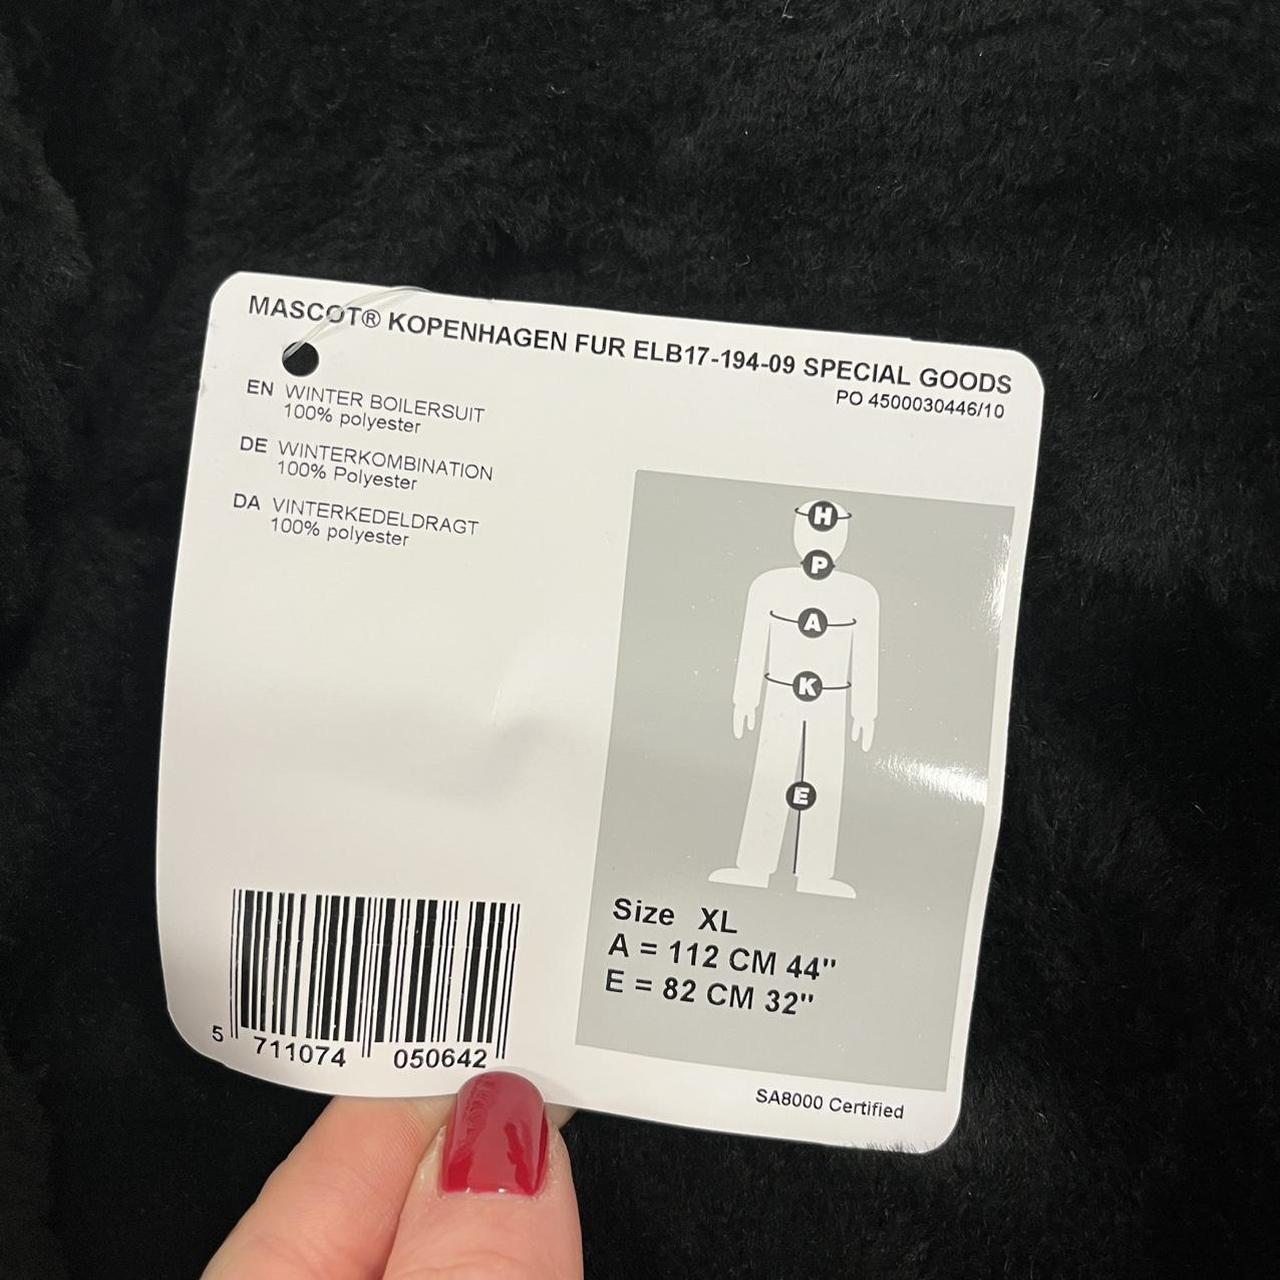 MASCOT® KOPENHAGEN FUR ELB17-194-09 SPECIAL GOODS
PO 4500030446/10
EN WINTER BOILERSUIT
100% polyester
DE WINTERKOMBINATION
100% Polyester
DA VINTERKEDELDRAGT
100% polyester
H
P
A
K
E
Size XL
A = 112 CM 44"
E = 82 CM 32"
5 711074 050642
SA8000 Certified